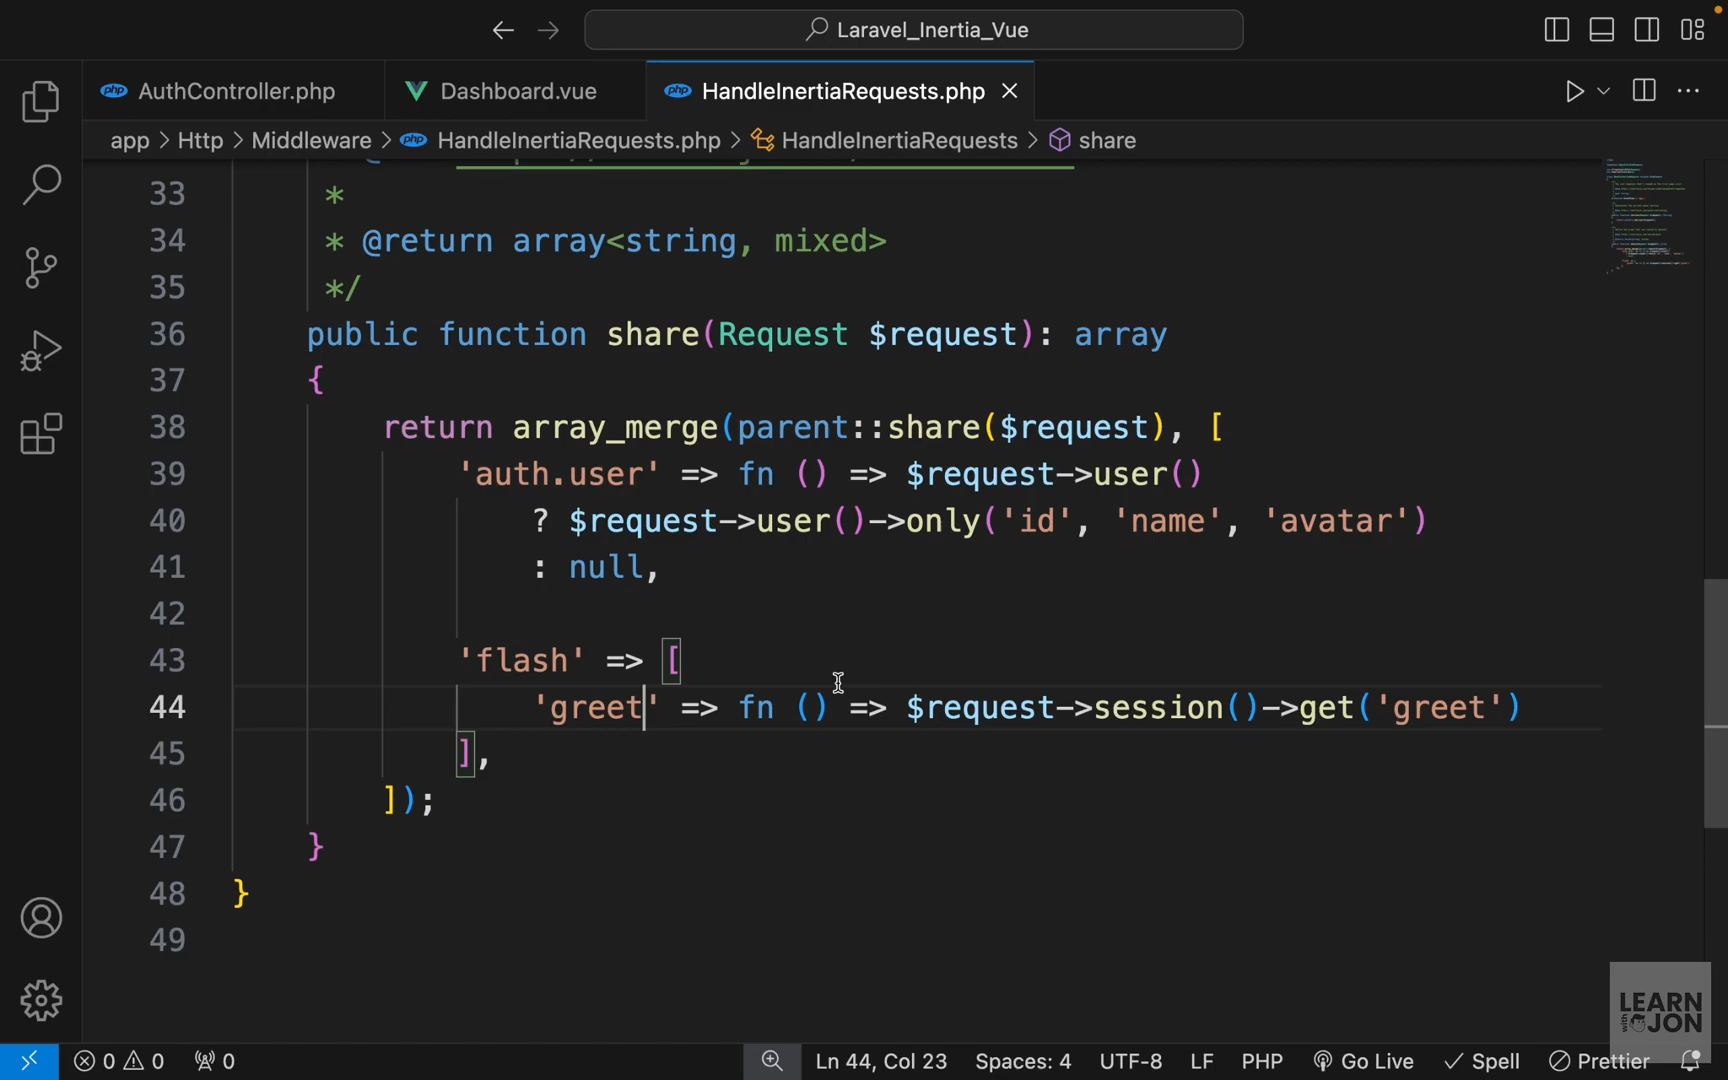 Laravel_Inertia_Vue
AuthController.php
Dashboard.vue
HandleInertiaRequests.php
app > Http > Middleware > HandleInertiaRequests.php > HandleInertiaRequests > share
33 *
34 * @return array<string, mixed>
35 */
36 public function share(Request $request): array
37 {
38 return array_merge(parent::share($request), [
39 'auth.user' => fn () => $request->user()
40 ? $request->user()->only('id', 'name', 'avatar')
41 : null,
42
43 'flash' => [
44 'greet' => fn () => $request->session()->get('greet')
45 ],
46 ]);
47 }
48 }
49
LEARN
with JON
0 0 0 Ln 44, Col 23 Spaces: 4 UTF-8 LF PHP Go Live Spell Prettier